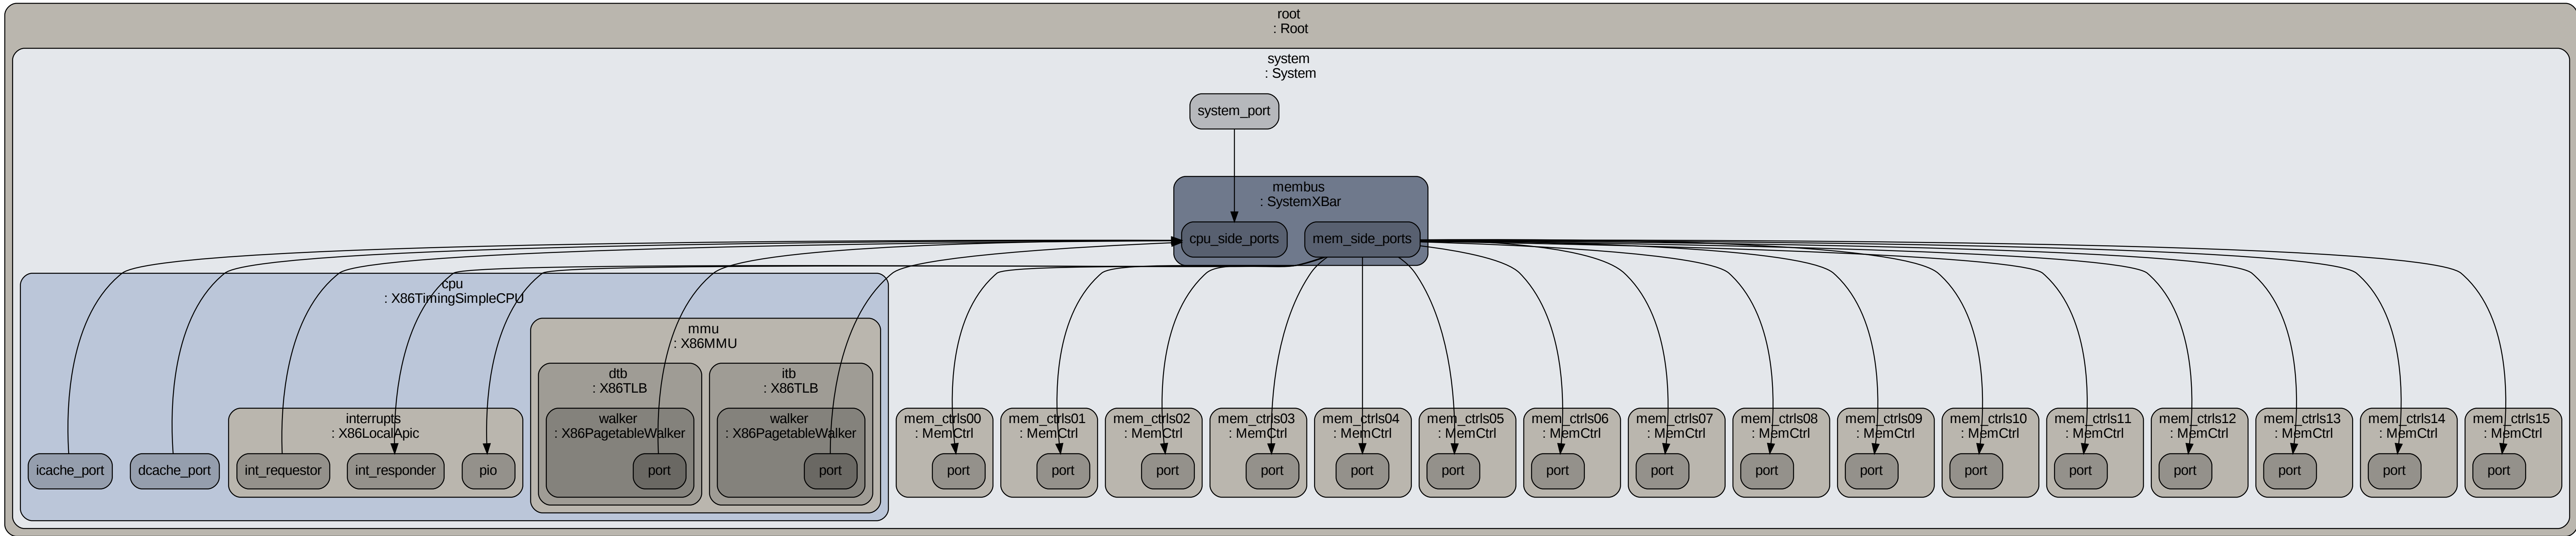 root
: Root
system
: System
system_port
membus
: SystemXBar
cpu_side_ports
mem_side_ports
cpu
: X86TimingSimpleCPU
icache_port
dcache_port
interrupts
: X86LocalApic
int_requestor
int_responder
pio
mmu
: X86MMU
dtb
: X86TLB
walker
: X86PagetableWalker
port
itb
: X86TLB
walker
: X86PagetableWalker
port
mem_ctrls00
: MemCtrl
port
mem_ctrls01
: MemCtrl
port
mem_ctrls02
: MemCtrl
port
mem_ctrls03
: MemCtrl
port
mem_ctrls04
: MemCtrl
port
mem_ctrls05
: MemCtrl
port
mem_ctrls06
: MemCtrl
port
mem_ctrls07
: MemCtrl
port
mem_ctrls08
: MemCtrl
port
mem_ctrls09
: MemCtrl
port
mem_ctrls10
: MemCtrl
port
mem_ctrls11
: MemCtrl
port
mem_ctrls12
: MemCtrl
port
mem_ctrls13
: MemCtrl
port
mem_ctrls14
: MemCtrl
port
mem_ctrls15
: MemCtrl
port